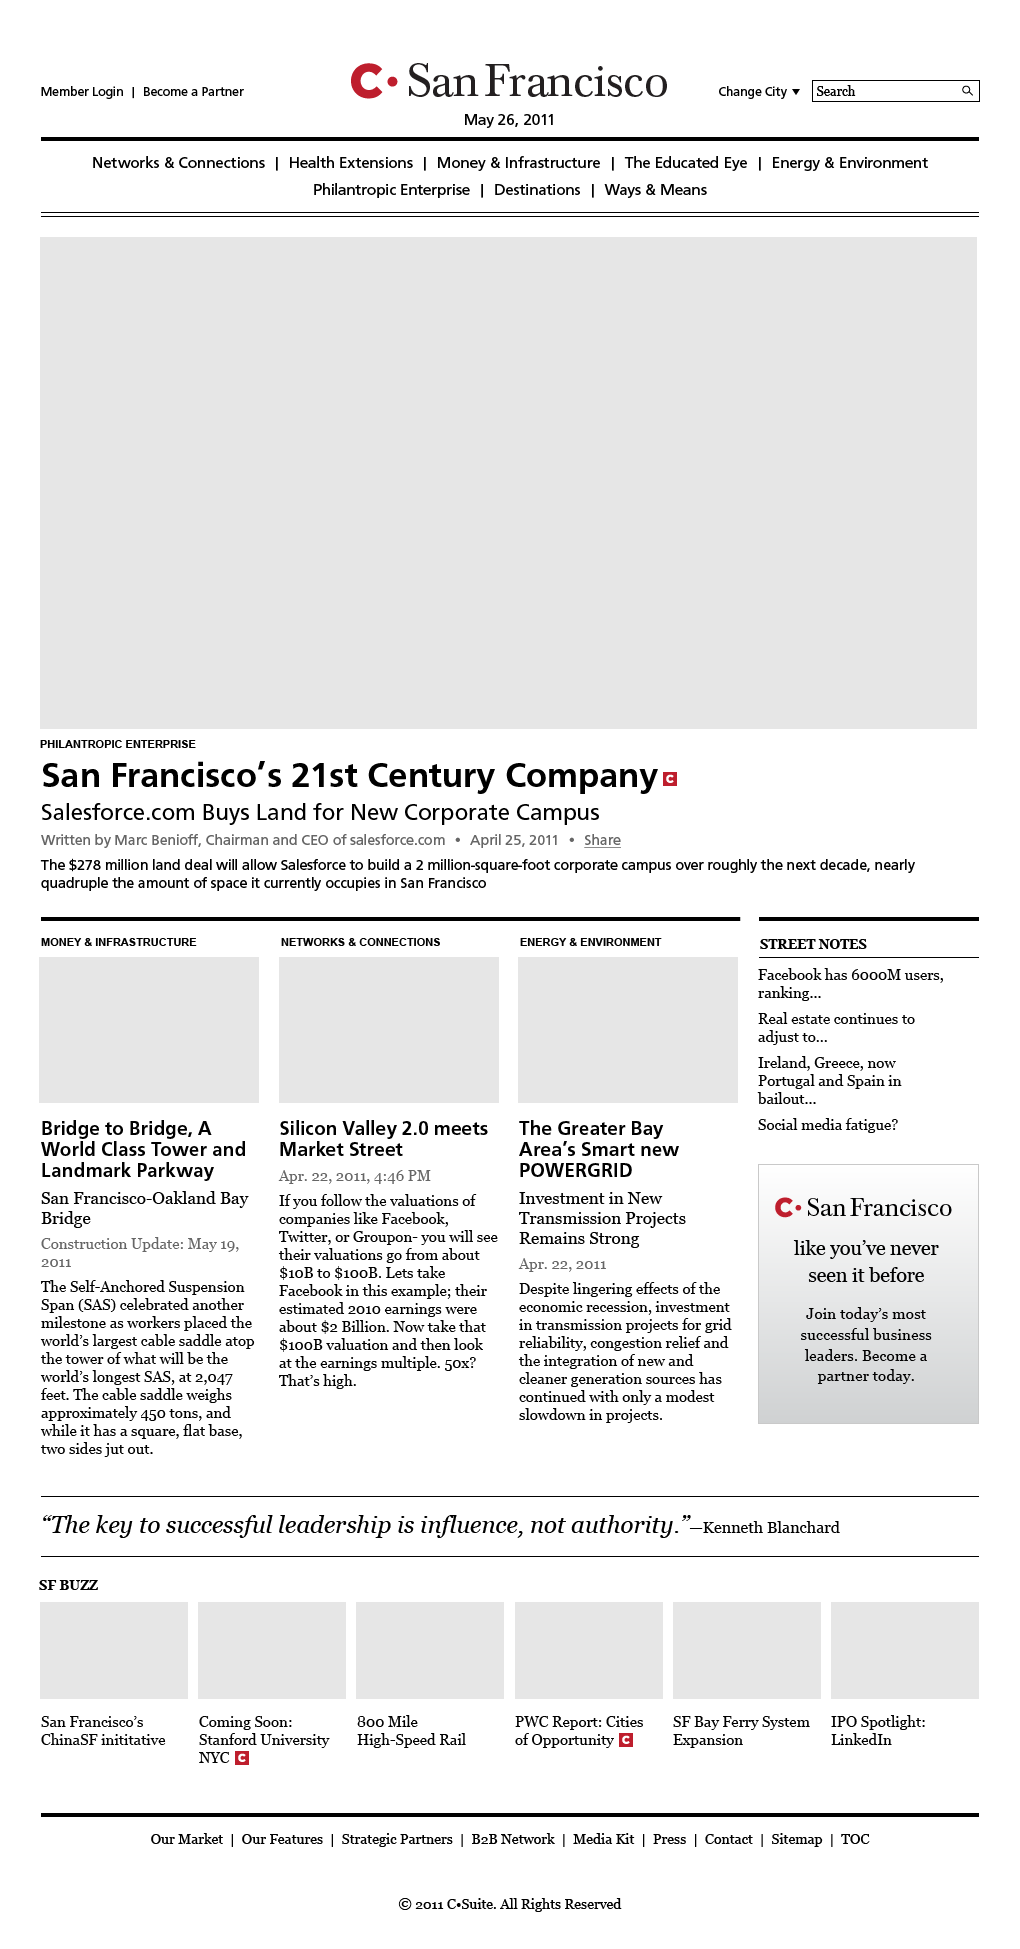 Member Login | Become a Partner
C• San Francisco
Change City ▼
Search
May 26, 2011
Networks & Connections | Health Extensions | Money & Infrastructure | The Educated Eye | Energy & Environment
Philantropic Enterprise | Destinations | Ways & Means
PHILANTROPIC ENTERPRISE
San Francisco’s 21st Century Company C
Salesforce.com Buys Land for New Corporate Campus
Written by Marc Benioff, Chairman and CEO of salesforce.com • April 25, 2011 • Share
The $278 million land deal will allow Salesforce to build a 2 million-square-foot corporate campus over roughly the next decade, nearly
quadruple the amount of space it currently occupies in San Francisco
MONEY & INFRASTRUCTURE
Bridge to Bridge, A
World Class Tower and
Landmark Parkway
San Francisco-Oakland Bay
Bridge
Construction Update: May 19,
2011
The Self-Anchored Suspension
Span (SAS) celebrated another
milestone as workers placed the
world’s largest cable saddle atop
the tower of what will be the
world’s longest SAS, at 2,047
feet. The cable saddle weighs
approximately 450 tons, and
while it has a square, flat base,
two sides jut out.
NETWORKS & CONNECTIONS
Silicon Valley 2.0 meets
Market Street
Apr. 22, 2011, 4:46 PM
If you follow the valuations of
companies like Facebook,
Twitter, or Groupon- you will see
their valuations go from about
$10B to $100B. Lets take
Facebook in this example; their
estimated 2010 earnings were
about $2 Billion. Now take that
$100B valuation and then look
at the earnings multiple. 50x?
That’s high.
ENERGY & ENVIRONMENT
The Greater Bay
Area’s Smart new
POWERGRID
Investment in New
Transmission Projects
Remains Strong
Apr. 22, 2011
Despite lingering effects of the
economic recession, investment
in transmission projects for grid
reliability, congestion relief and
the integration of new and
cleaner generation sources has
continued with only a modest
slowdown in projects.
STREET NOTES
Facebook has 6000M users,
ranking...
Real estate continues to
adjust to...
Ireland, Greece, now
Portugal and Spain in
bailout...
Social media fatigue?
C• San Francisco
like you’ve never
seen it before
Join today’s most
successful business
leaders. Become a
partner today.
“The key to successful leadership is influence, not authority.”—Kenneth Blanchard
SF BUZZ
San Francisco’s
ChinaSF inititative
Coming Soon:
Stanford University
NYC C
800 Mile
High-Speed Rail
PWC Report: Cities
of Opportunity C
SF Bay Ferry System
Expansion
IPO Spotlight:
LinkedIn
Our Market | Our Features | Strategic Partners | B2B Network | Media Kit | Press | Contact | Sitemap | TOC
© 2011 C•Suite. All Rights Reserved